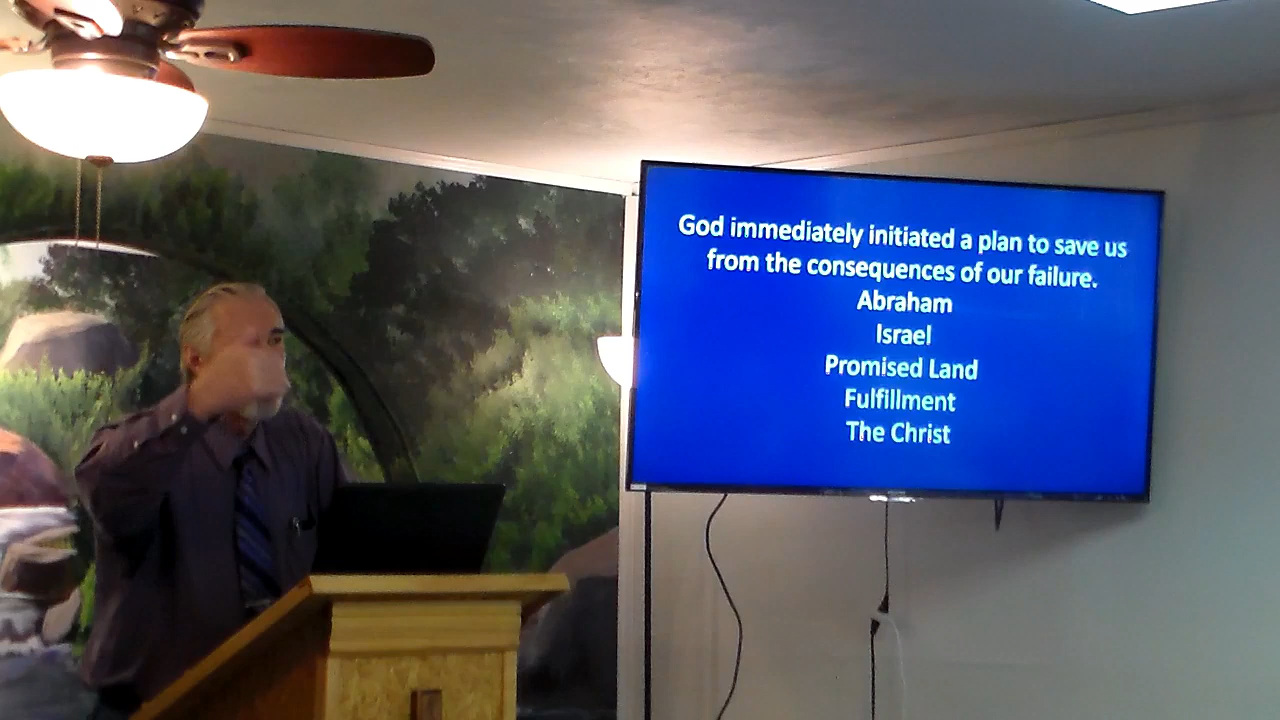 God immediately initiated a plan to save us
from the consequences of our failure.
Abraham
Israel
Promised Land
Fulfillment
The Christ